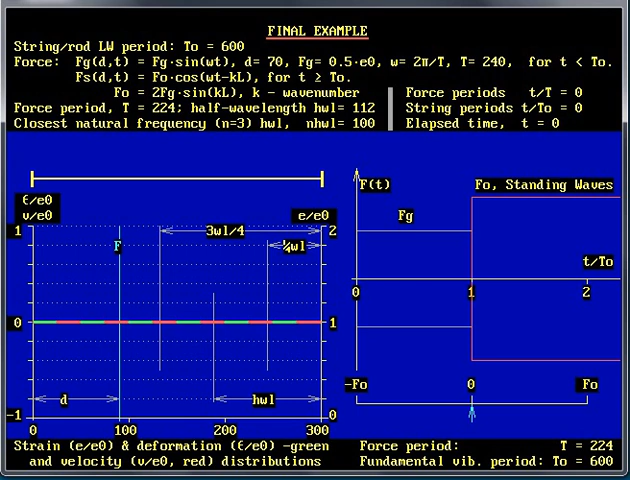 FINAL EXAMPLE
String/rod LW period: To = 600
Force: Fg(d,t) = Fg·sin(wt), d= 70, Fg= 0.5·e0, w= 2π/T, T= 240, for t < To.
Fs(d,t) = Fo·cos(wt-kL), for t ≥ To.
Fo = 2Fg·sin(kL), k - wavenumber
Force periods t/T = 0
Force period, T = 224; half-wavelength hwl= 112
String periods t/To = 0
Closest natural frequency (n=3) hwl, nhwl= 100
Elapsed time, t = 0
ƭ/e0
v/e0
e/e0
1
3wl/4
2
F
¼wl
0
1
d
hwl
-1
0
0
100
200
300
F(t)
Fo, Standing Waves
Fg
t/To
0
1
2
-Fo
0
Fo
Strain (e/e0) & deformation (ƭ/e0) -green
and velocity (v/e0, red) distributions
Force period: T = 224
Fundamental vib. period: To = 600